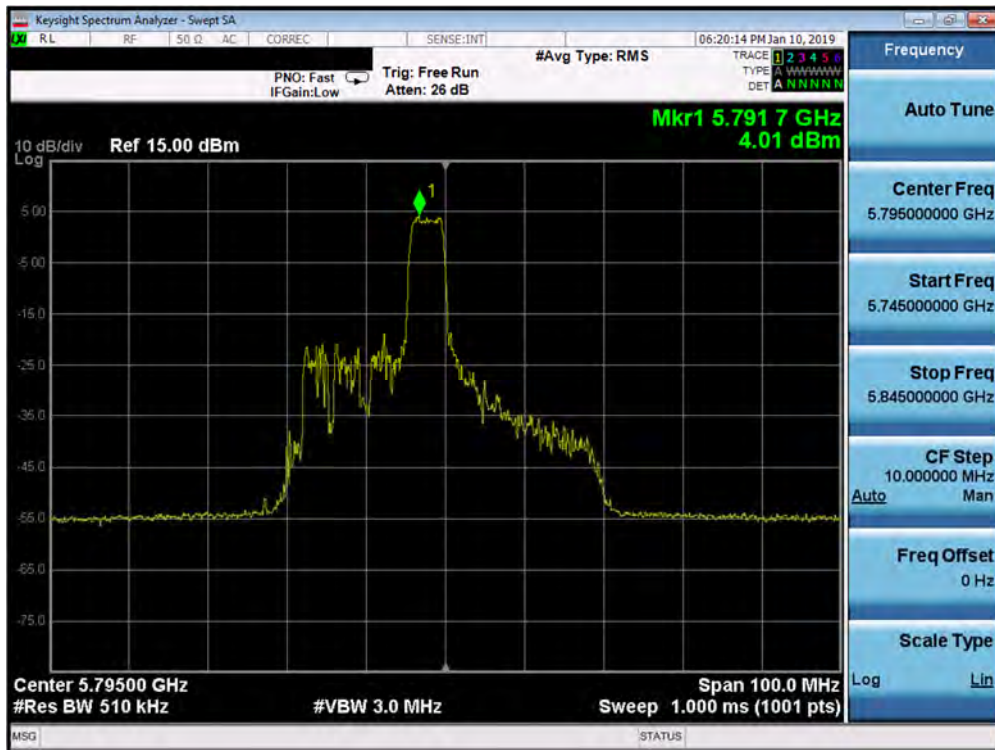 Keysight Spectrum Analyzer - Swept SA
LXI RL RF 50 Ω AC CORREC SENSE:INT 06:20:14 PM Jan 10, 2019
#Avg Type: RMS TRACE 1 2 3 4 5 6
PNO: Fast Trig: Free Run TYPE A WWWWW
IFGain:Low Atten: 26 dB DET A N N N N N
Mkr1 5.791 7 GHz
4.01 dBm
10 dB/div Ref 15.00 dBm
Log
1
5.00
-5.00
-15.0
-25.0
-35.0
-45.0
-55.0
-65.0
-75.0
Center 5.79500 GHz Span 100.0 MHz
#Res BW 510 kHz #VBW 3.0 MHz Sweep 1.000 ms (1001 pts)
MSG STATUS
Frequency
Auto Tune
Center Freq
5.795000000 GHz
Start Freq
5.745000000 GHz
Stop Freq
5.845000000 GHz
CF Step
10.000000 MHz
Auto Man
Freq Offset
0 Hz
Scale Type
Log Lin